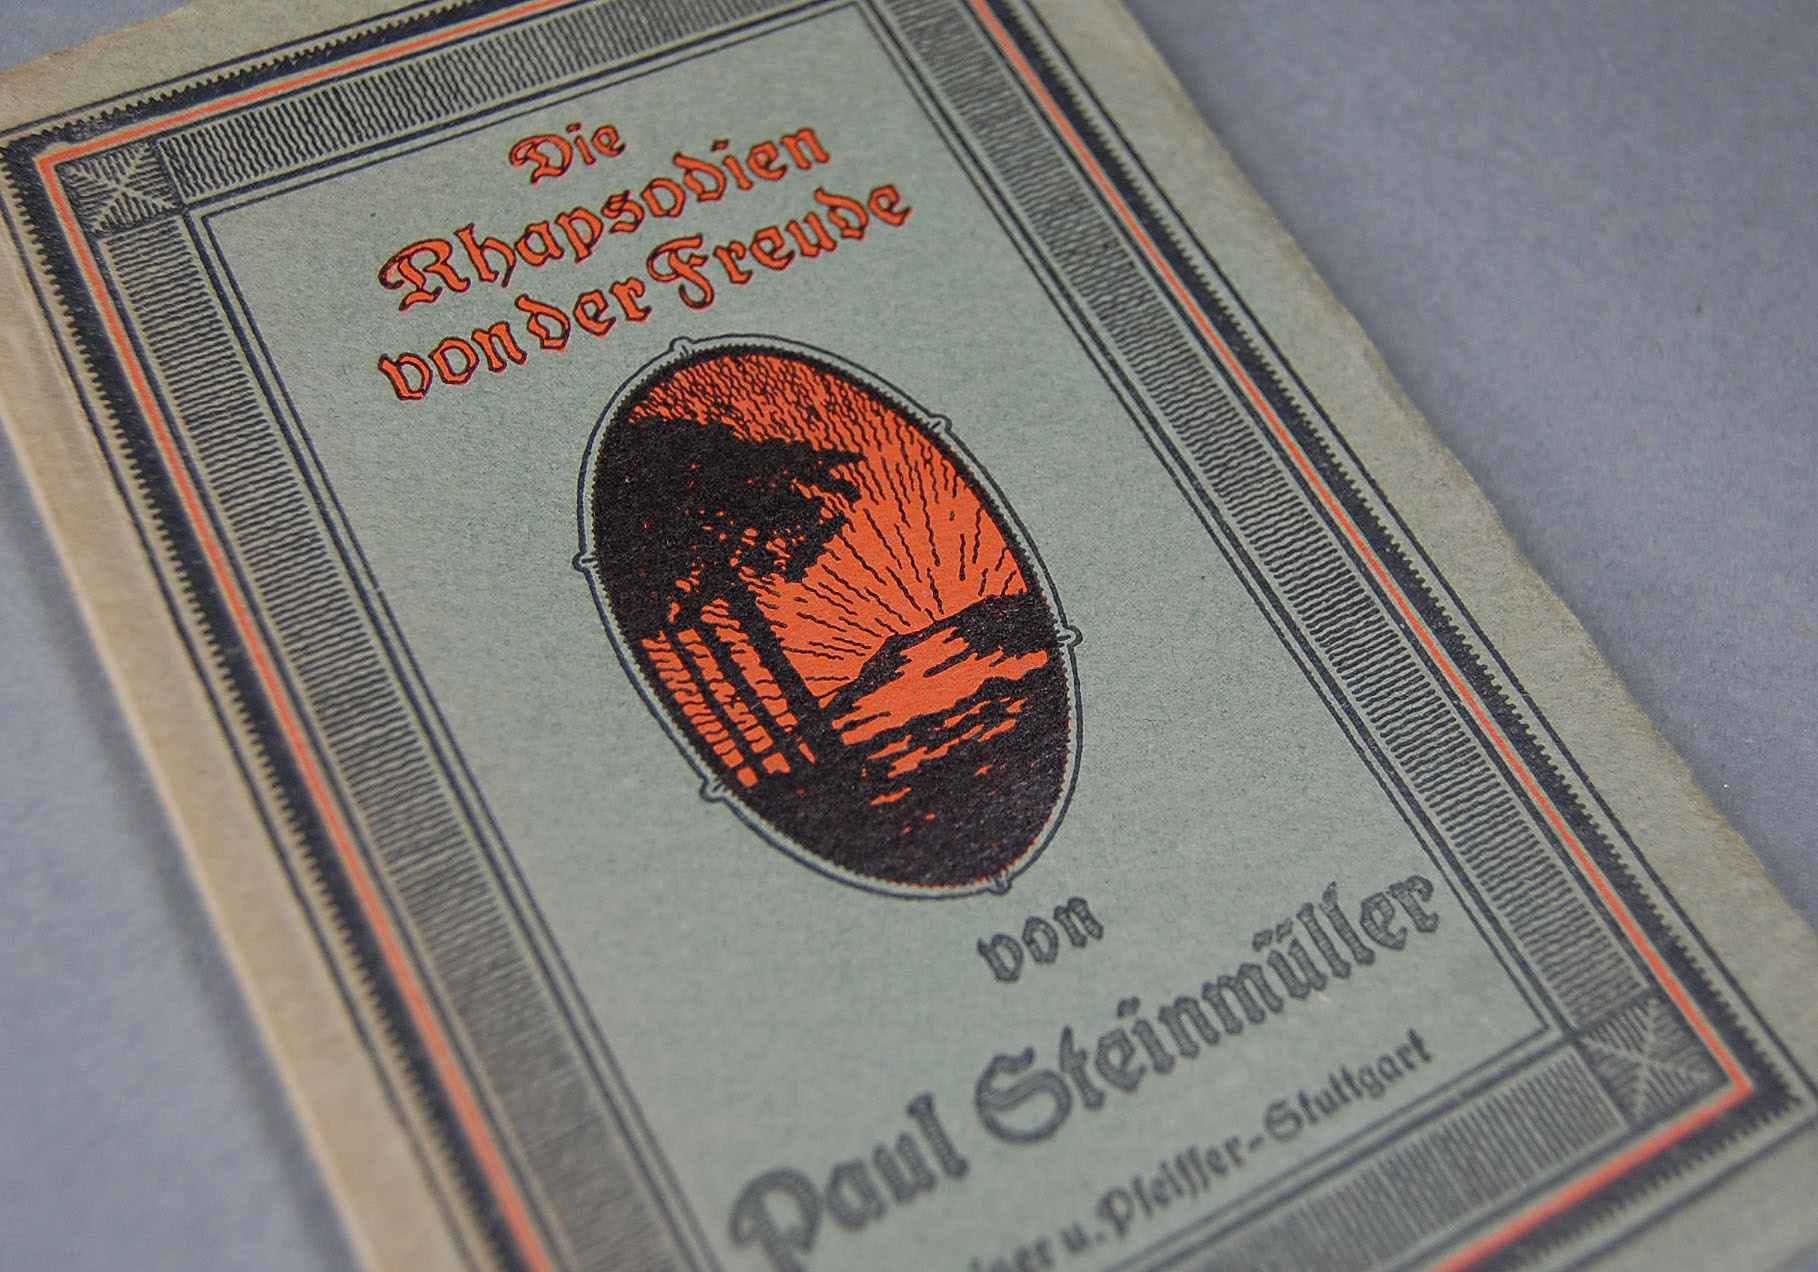 Die
Rhapsodien
von der Freude
von
Paul Steinmüller
u. Pfeiffer-Stuttgart